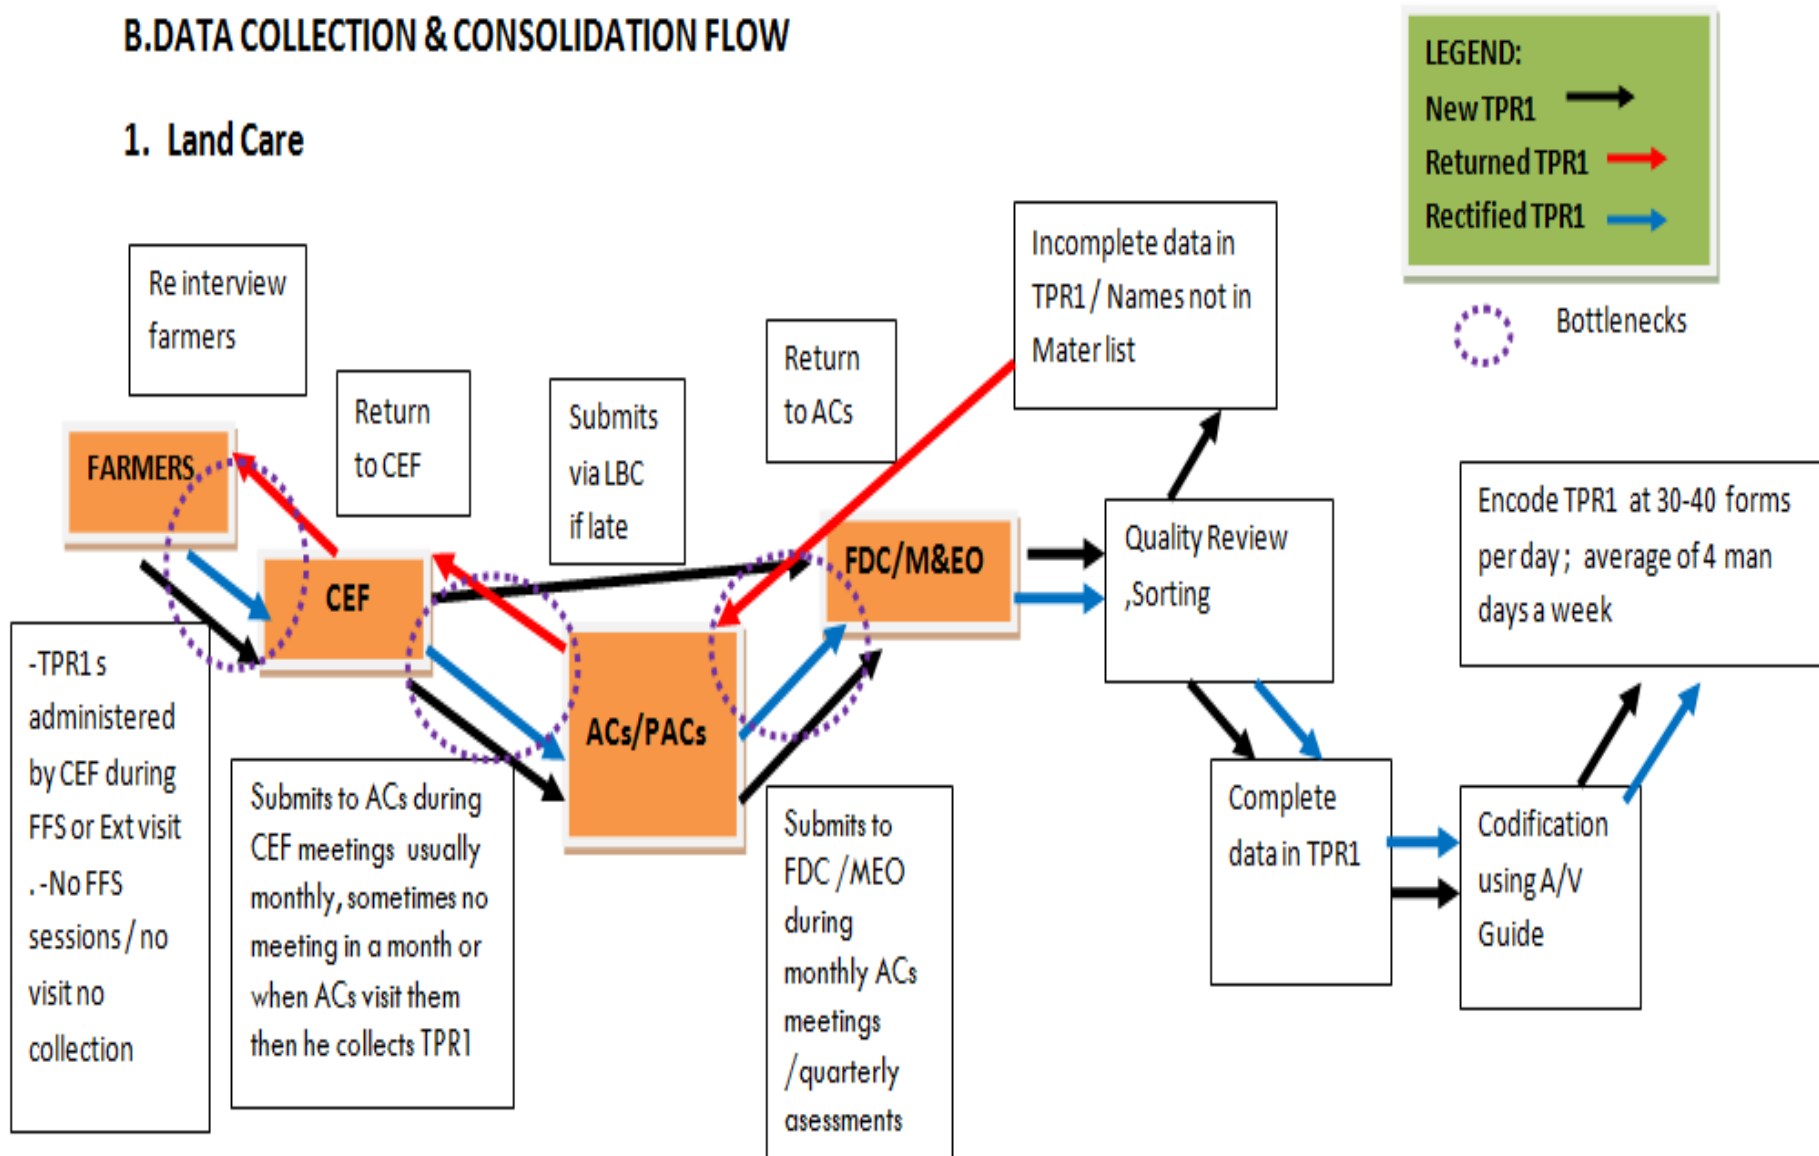 B.DATA COLLECTION & CONSOLIDATION FLOW
1. Land Care
LEGEND:
New TPR1
Returned TPR1
Rectified TPR1
Bottlenecks
Re interview
farmers
Return
to CEF
Submits
via LBC
if late
Return
to ACs
Incomplete data in
TPR1 / Names not in
Mater list
FARMERS
CEF
ACs/PACs
FDC/M&EO
Quality Review
,Sorting
Encode TPR1 at 30-40 forms
per day ; average of 4 man
days a week
-TPR1 s
administered
by CEF during
FFS or Ext visit
. -No FFS
sessions / no
visit no
collection
Submits to ACs during
CEF meetings usually
monthly, sometimes no
meeting in a month or
when ACs visit them
then he collects TPR1
Submits to
FDC /MEO
during
monthly ACs
meetings
/quarterly
asessments
Complete
data in TPR1
Codification
using A/V
Guide